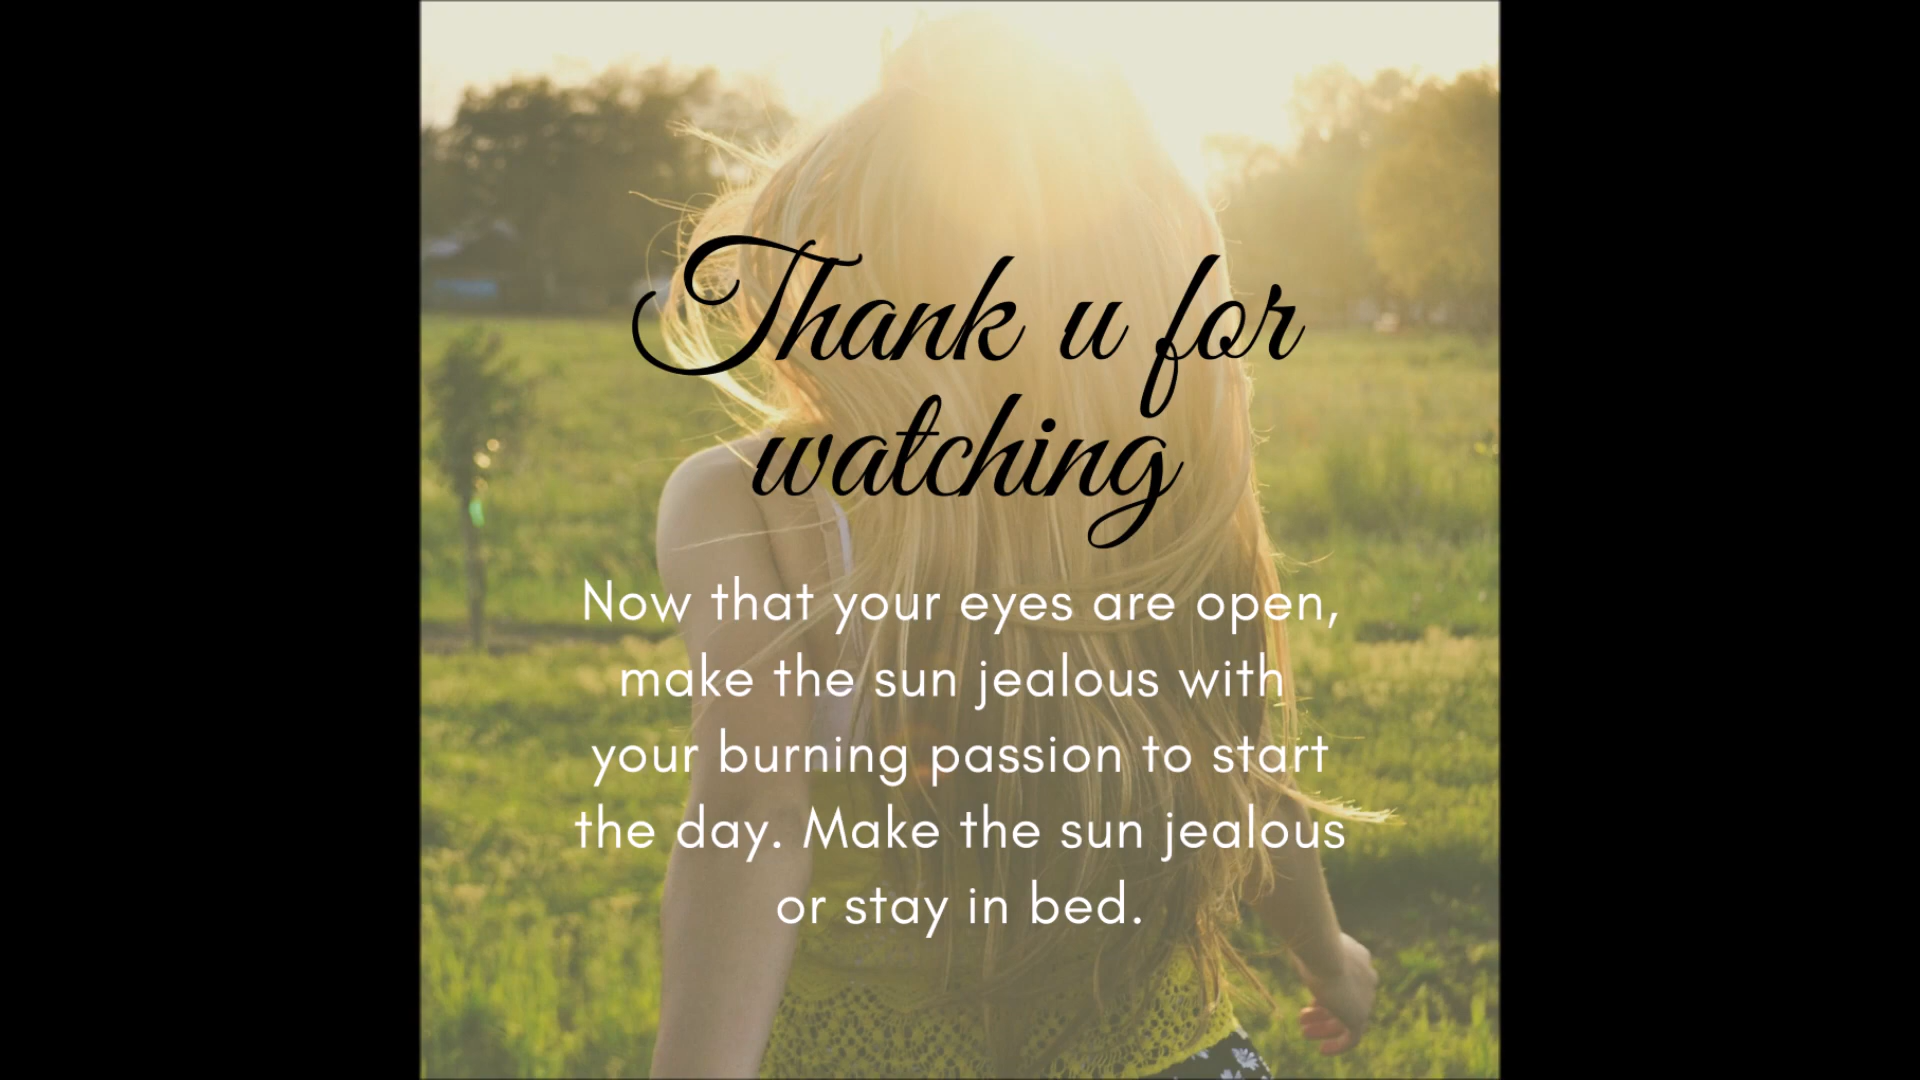 Thank u for
watching
Now that your eyes are open,
make the sun jealous with
your burning passion to start
the day. Make the sun jealous
or stay in bed.